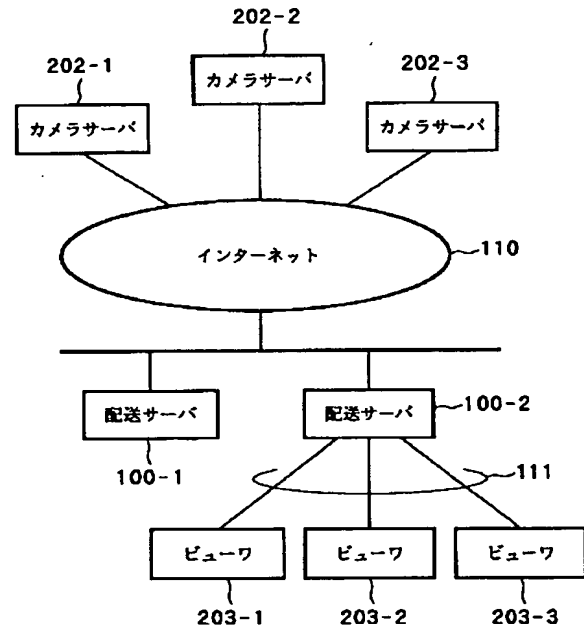 202-2
202-1
カメラサーバ
202-3
カメラサーバ
カメラサーバ
インターネット
110
配送サーバ
配送サーバ
100-2
100-1
111
ビューワ
ビューワ
ビューワ
203-1
203-2
203-3